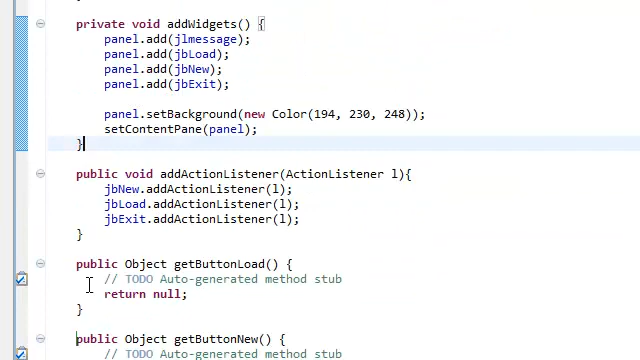 private void addWidgets() {
panel.add(jlmessage);
panel.add(jbLoad);
panel.add(jbNew);
panel.add(jbExit);
panel.setBackground(new Color(194, 230, 248));
setContentPane(panel);
}
public void addActionListener(ActionListener l){
jbNew.addActionListener(l);
jbLoad.addActionListener(l);
jbExit.addActionListener(l);
}
public Object getButtonLoad() {
// TODO Auto-generated method stub
return null;
}
public Object getButtonNew() {
// TODO Auto-generated method stub